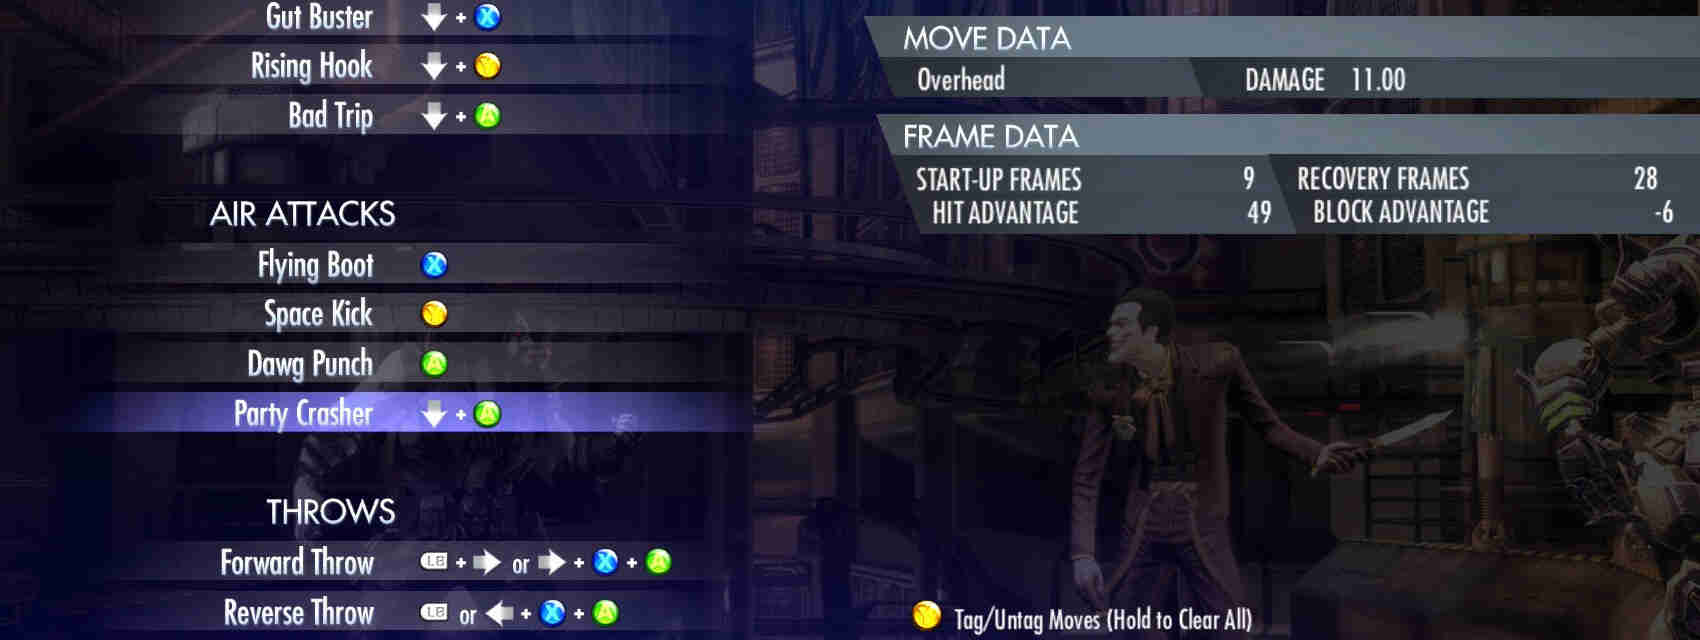 Gut Buster + X
Rising Hook + Y
Bad Trip + A
AIR ATTACKS
Flying Boot X
Space Kick Y
Dawg Punch A
Party Crasher + A
THROWS
Forward Throw LB + or + X + A
Reverse Throw LB or + X + A
MOVE DATA
Overhead DAMAGE 11.00
FRAME DATA
START-UP FRAMES 9 RECOVERY FRAMES 28
HIT ADVANTAGE 49 BLOCK ADVANTAGE -6
Y Tag/Untag Moves (Hold to Clear All)